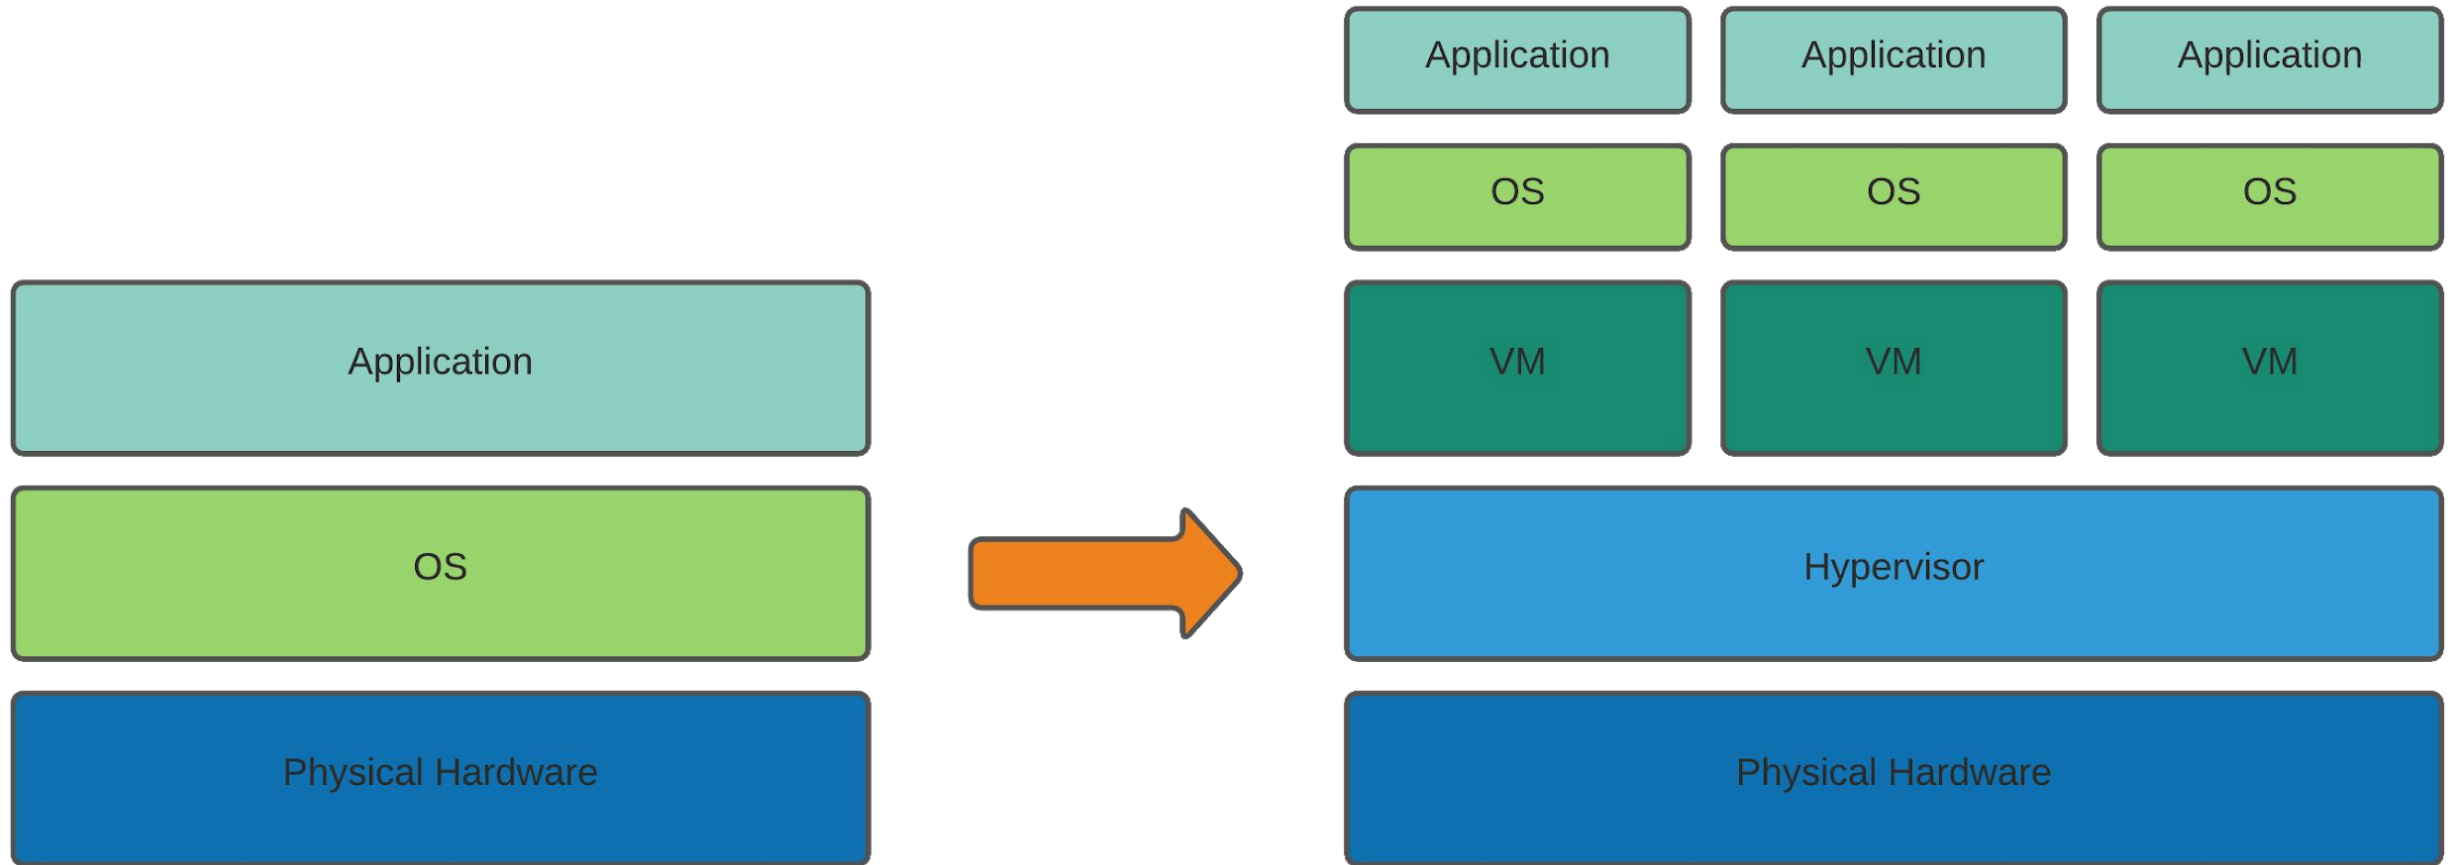 Application
Application
Application
OS
OS
OS
Application
VM
VM
VM
OS
Hypervisor
Physical Hardware
Physical Hardware